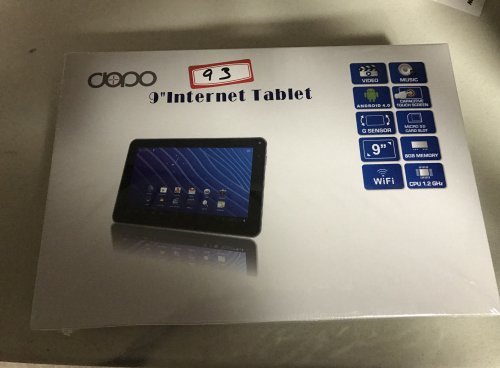 dopo
93
9"Internet Tablet
VIDEO
MUSIC
ANDROID 4.0
CAPACITIVE
TOUCH SCREEN
G SENSOR
MICRO SD
CARD SLOT
9"
8GB MEMORY
WiFi
CPU 1.2 GHz